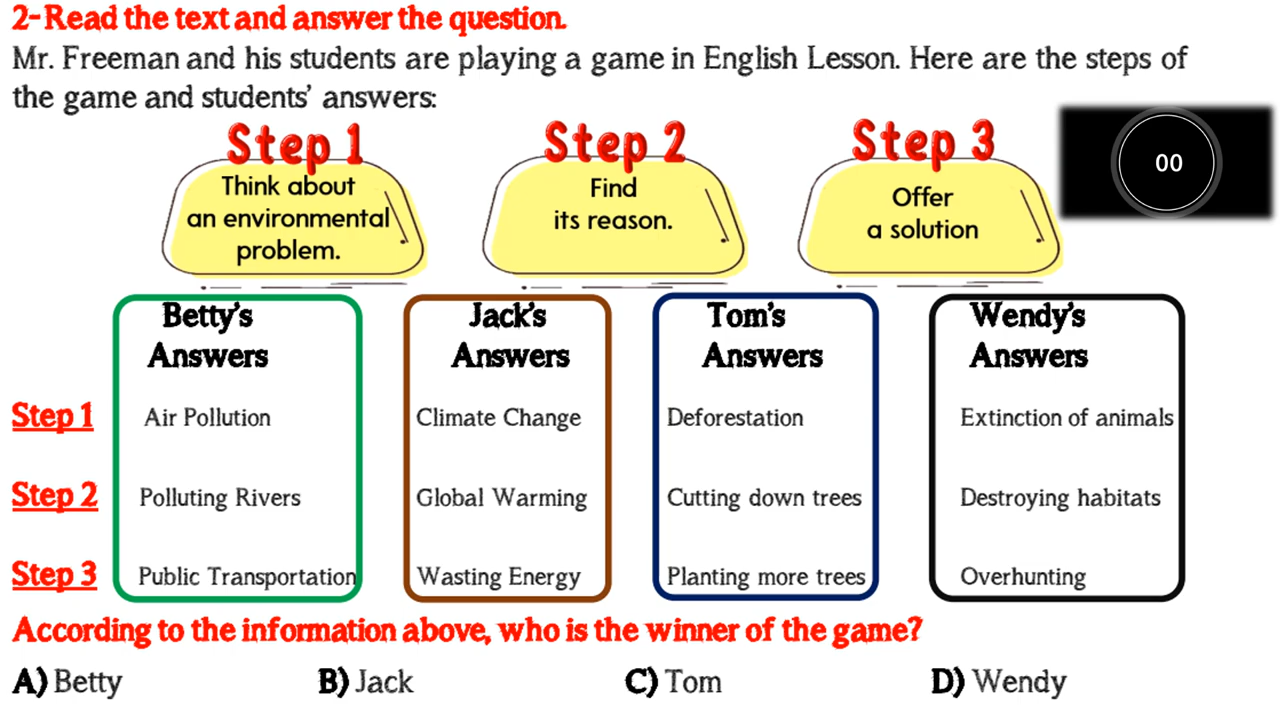 2-Read the text and answer the question.
Mr. Freeman and his students are playing a game in English Lesson. Here are the steps of
the game and students' answers:
Step 1
Think about
an environmental
problem.
Step 2
Find
its reason.
Step 3
Offer
a solution
00
Betty's
Answers
Jack's
Answers
Tom's
Answers
Wendy's
Answers
Step 1
Air Pollution
Climate Change
Deforestation
Extinction of animals
Step 2
Polluting Rivers
Global Warming
Cutting down trees
Destroying habitats
Step 3
Public Transportation
Wasting Energy
Planting more trees
Overhunting
According to the information above, who is the winner of the game?
A) Betty
B) Jack
C) Tom
D) Wendy